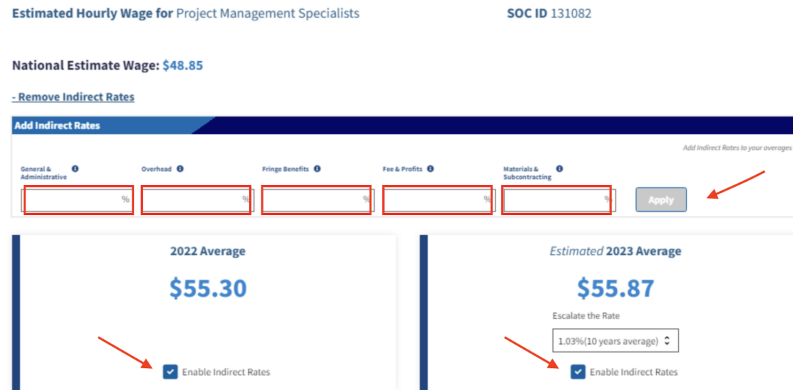 Estimated Hourly Wage for Project Management Specialists
SOC ID 131082
National Estimate Wage: $48.85
- Remove Indirect Rates
Add Indirect Rates
Add Indirect Rates to your averages
General &
Administrative
Overhead
Fringe Benefits
Fee & Profits
Materials &
Subcontracting
%
%
%
%
%
Apply
2022 Average
$55.30
Enable Indirect Rates
Estimated 2023 Average
$55.87
Escalate the Rate
1.03%(10 years average)
Enable Indirect Rates